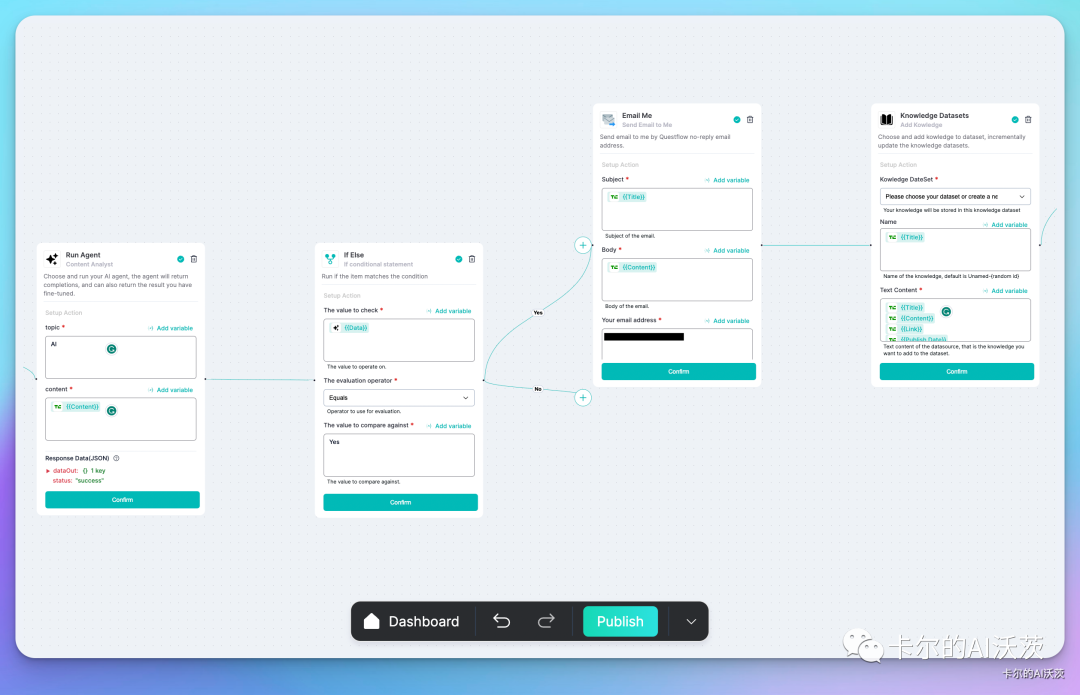 Run Agent
Content Analyst
Choose and run your AI agent, the agent will return
completions, and can also return the result you have
fine-tuned.
Setup Action
topic *
Add variable
AI
content *
Add variable
{{Content}}
Response Data(JSON)
dataOut: {} 1 key
status: "success"
Confirm
If Else
If conditional statement
Run if the item matches the condition
Setup Action
The value to check *
Add variable
{{Data}}
The value to operate on.
The evaluation operator *
Equals
Operator to use for evaluation.
The value to compare against *
Add variable
Yes
The value to compare against.
Confirm
Yes
No
Email Me
Send Email to Me
Send email to me by Questflow no-reply email
address.
Setup Action
Subject *
Add variable
{{Title}}
Subject of the email.
Body *
Add variable
{{Content}}
Body of the email.
Your email address *
Add variable
Confirm
Knowledge Datasets
Add Kowledge
Choose and add kowledge to dataset, incrementally
update the knowledge datasets.
Setup Action
Kowledge DateSet *
Please choose your dataset or create a ne
Your knowledge will be stored in this knowledge dataset
Name
Add variable
{{Title}}
Name of the knowledge, default is Unamed-{random id}
Text Content *
Add variable
{{Title}}
{{Content}}
{{Link}}
{{Publish Date}}
Text content of the datasource, that is the knowledge you
want to add to the dataset.
Confirm
Dashboard
Publish
卡尔的AI沃茨
卡尔的AI沃茨